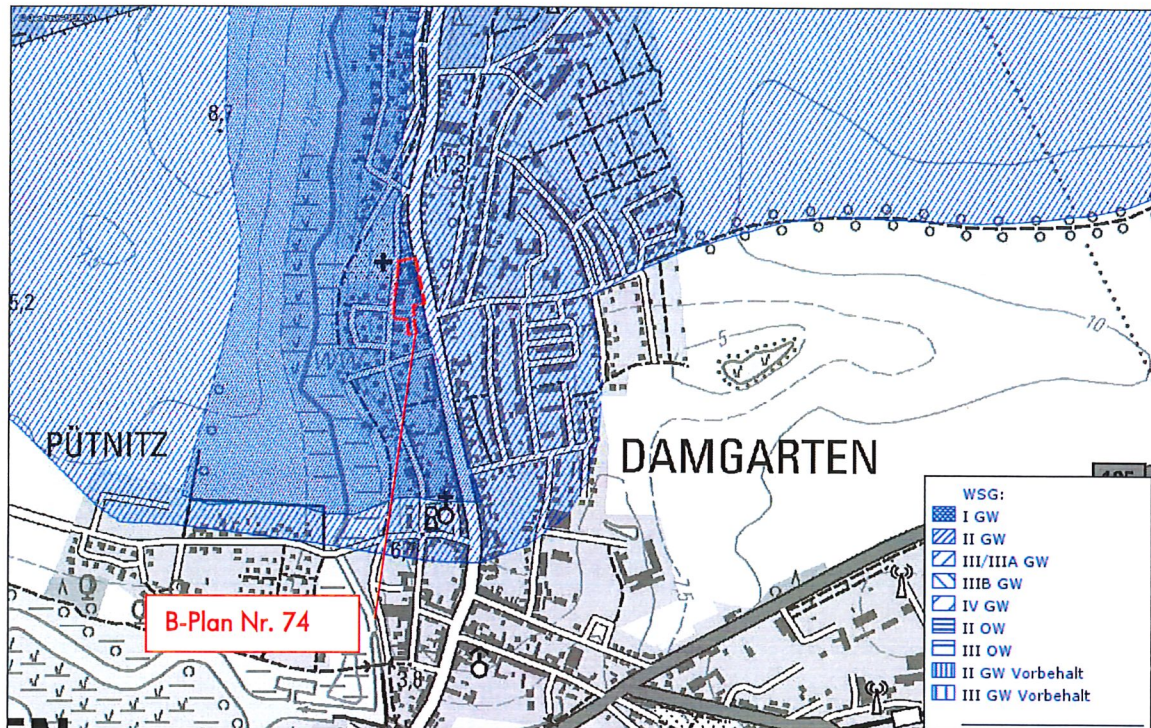 8,7
11,3
5,2
5
10
PÜTNITZ
DAMGARTEN
6,7
7,5
3,8
B-Plan Nr. 74
WSG:
I GW
II GW
III/IIIA GW
IIIB GW
IV GW
II OW
III OW
II GW Vorbehalt
III GW Vorbehalt